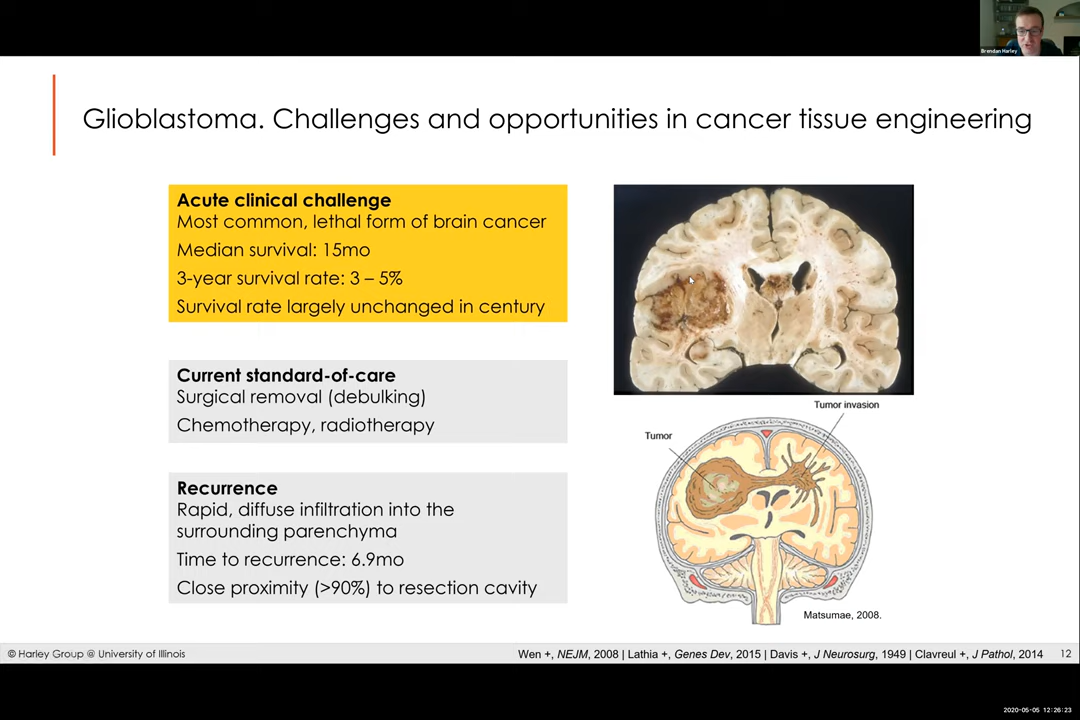 Brendan Harley
Glioblastoma. Challenges and opportunities in cancer tissue engineering
Acute clinical challenge
Most common, lethal form of brain cancer
Median survival: 15mo
3-year survival rate: 3 – 5%
Survival rate largely unchanged in century
Current standard-of-care
Surgical removal (debulking)
Chemotherapy, radiotherapy
Recurrence
Rapid, diffuse infiltration into the
surrounding parenchyma
Time to recurrence: 6.9mo
Close proximity (>90%) to resection cavity
Tumor invasion
Tumor
Matsumae, 2008.
© Harley Group @ University of Illinois
Wen +, NEJM, 2008 | Lathia +, Genes Dev, 2015 | Davis +, J Neurosurg, 1949 | Clavreul +, J Pathol, 2014
12
2020-05-05 12:26:23